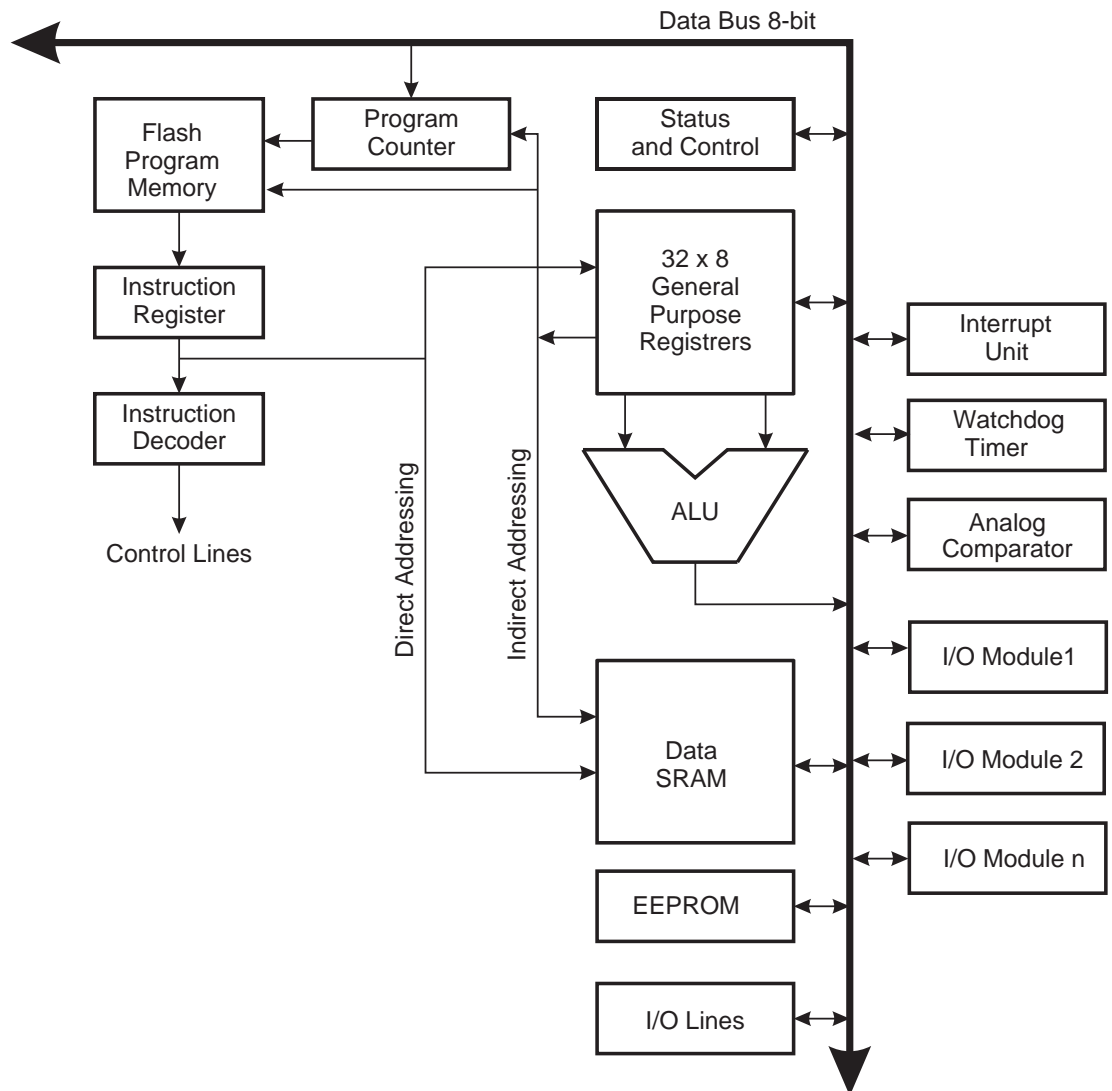 Data Bus 8-bit
Flash
Program
Memory
Program
Counter
Status
and Control
32 x 8
General
Purpose
Registrers
Instruction
Register
Instruction
Decoder
Control Lines
Direct Addressing
Indirect Addressing
ALU
Interrupt
Unit
Watchdog
Timer
Analog
Comparator
I/O Module1
Data
SRAM
I/O Module 2
I/O Module n
EEPROM
I/O Lines